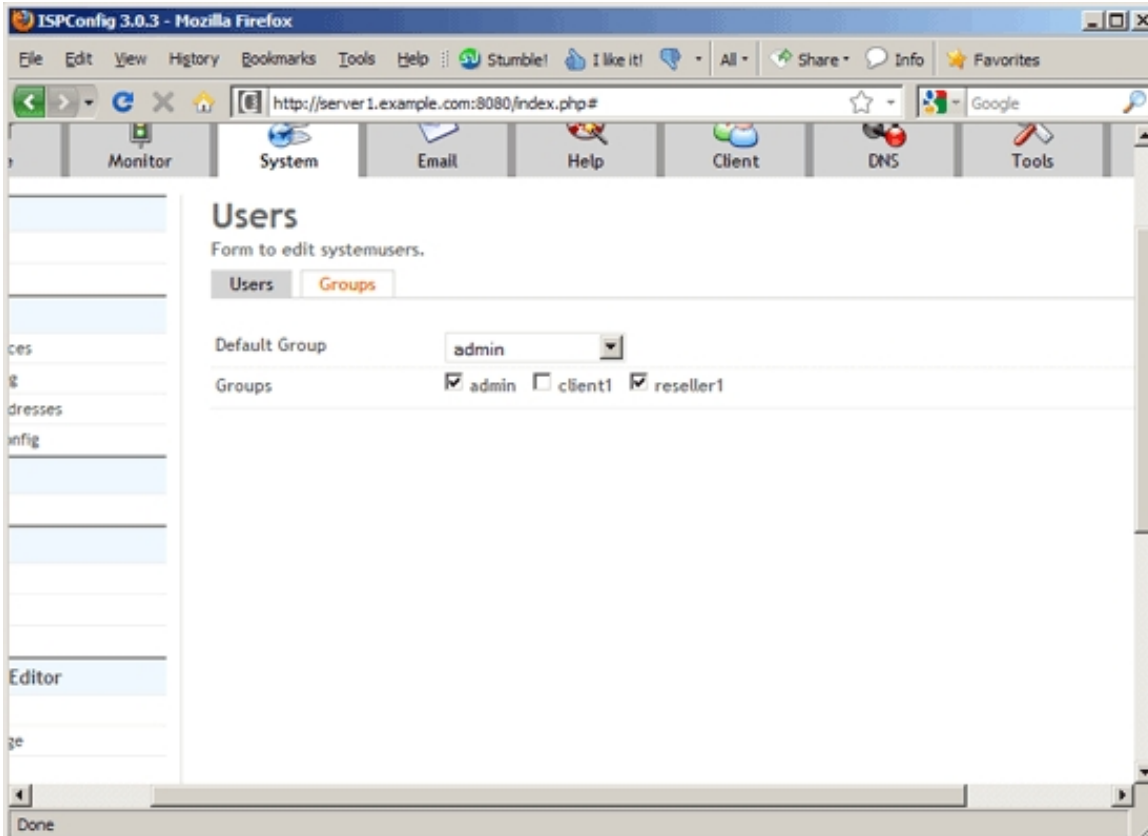 ISPConfig 3.0.3 - Mozilla Firefox
File Edit View History Bookmarks Tools Help Stumble! I like it! All Share Info Favorites
http://server1.example.com:8080/index.php# Google
Monitor System Email Help Client DNS Tools
Users
Form to edit systemusers.
Users Groups
Default Group admin
ces
Groups admin client1 reseller1
g
dresses
nfig
Editor
ge
Done